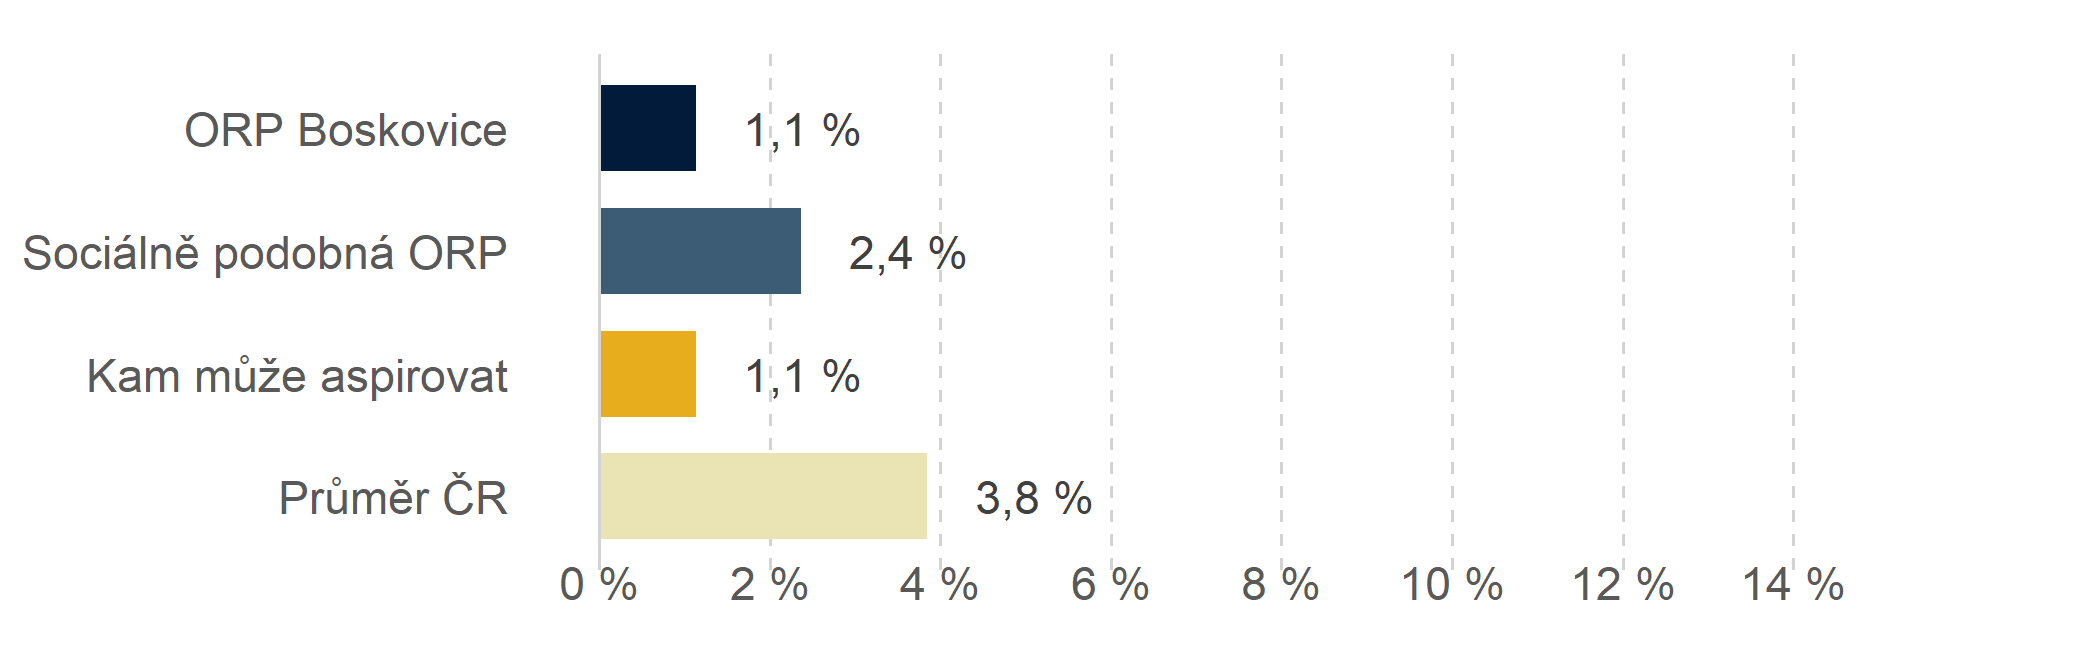 ORP Boskovice 1,1 %
Sociálně podobná ORP 2,4 %
Kam může aspirovat 1,1 %
Průměr ČR 3,8 %
0 % 2 % 4 % 6 % 8 % 10 % 12 % 14 %